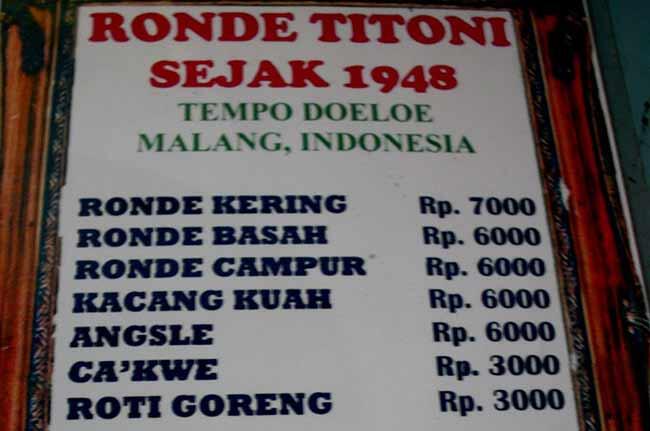 RONDE TITONI
SEJAK 1948
TEMPO DOELOE
MALANG, INDONESIA
RONDE KERING Rp. 7000
RONDE BASAH Rp. 6000
RONDE CAMPUR Rp. 6000
KACANG KUAH Rp. 6000
ANGSLE Rp. 6000
CA'KWE Rp. 3000
ROTI GORENG Rp. 3000